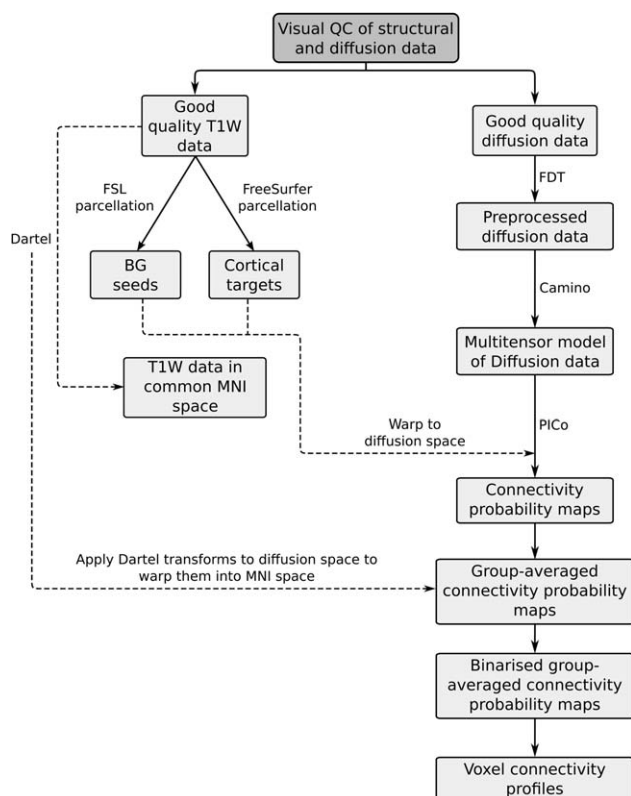 Visual QC of structural
and diffusion data
Good
quality T1W
data
Good quality
diffusion data
FSL
parcellation
FreeSurfer
parcellation
FDT
Dartel
Preprocessed
diffusion data
BG
seeds
Cortical
targets
Camino
Multitensor model
of Diffusion data
T1W data in
common MNI
space
Warp to
diffusion space
PICo
Connectivity
probability maps
Apply Dartel transforms to diffusion space to
warp them into MNI space
Group-averaged
connectivity probability
maps
Binarised group-
averaged connectivity
probability maps
Voxel connectivity
profiles